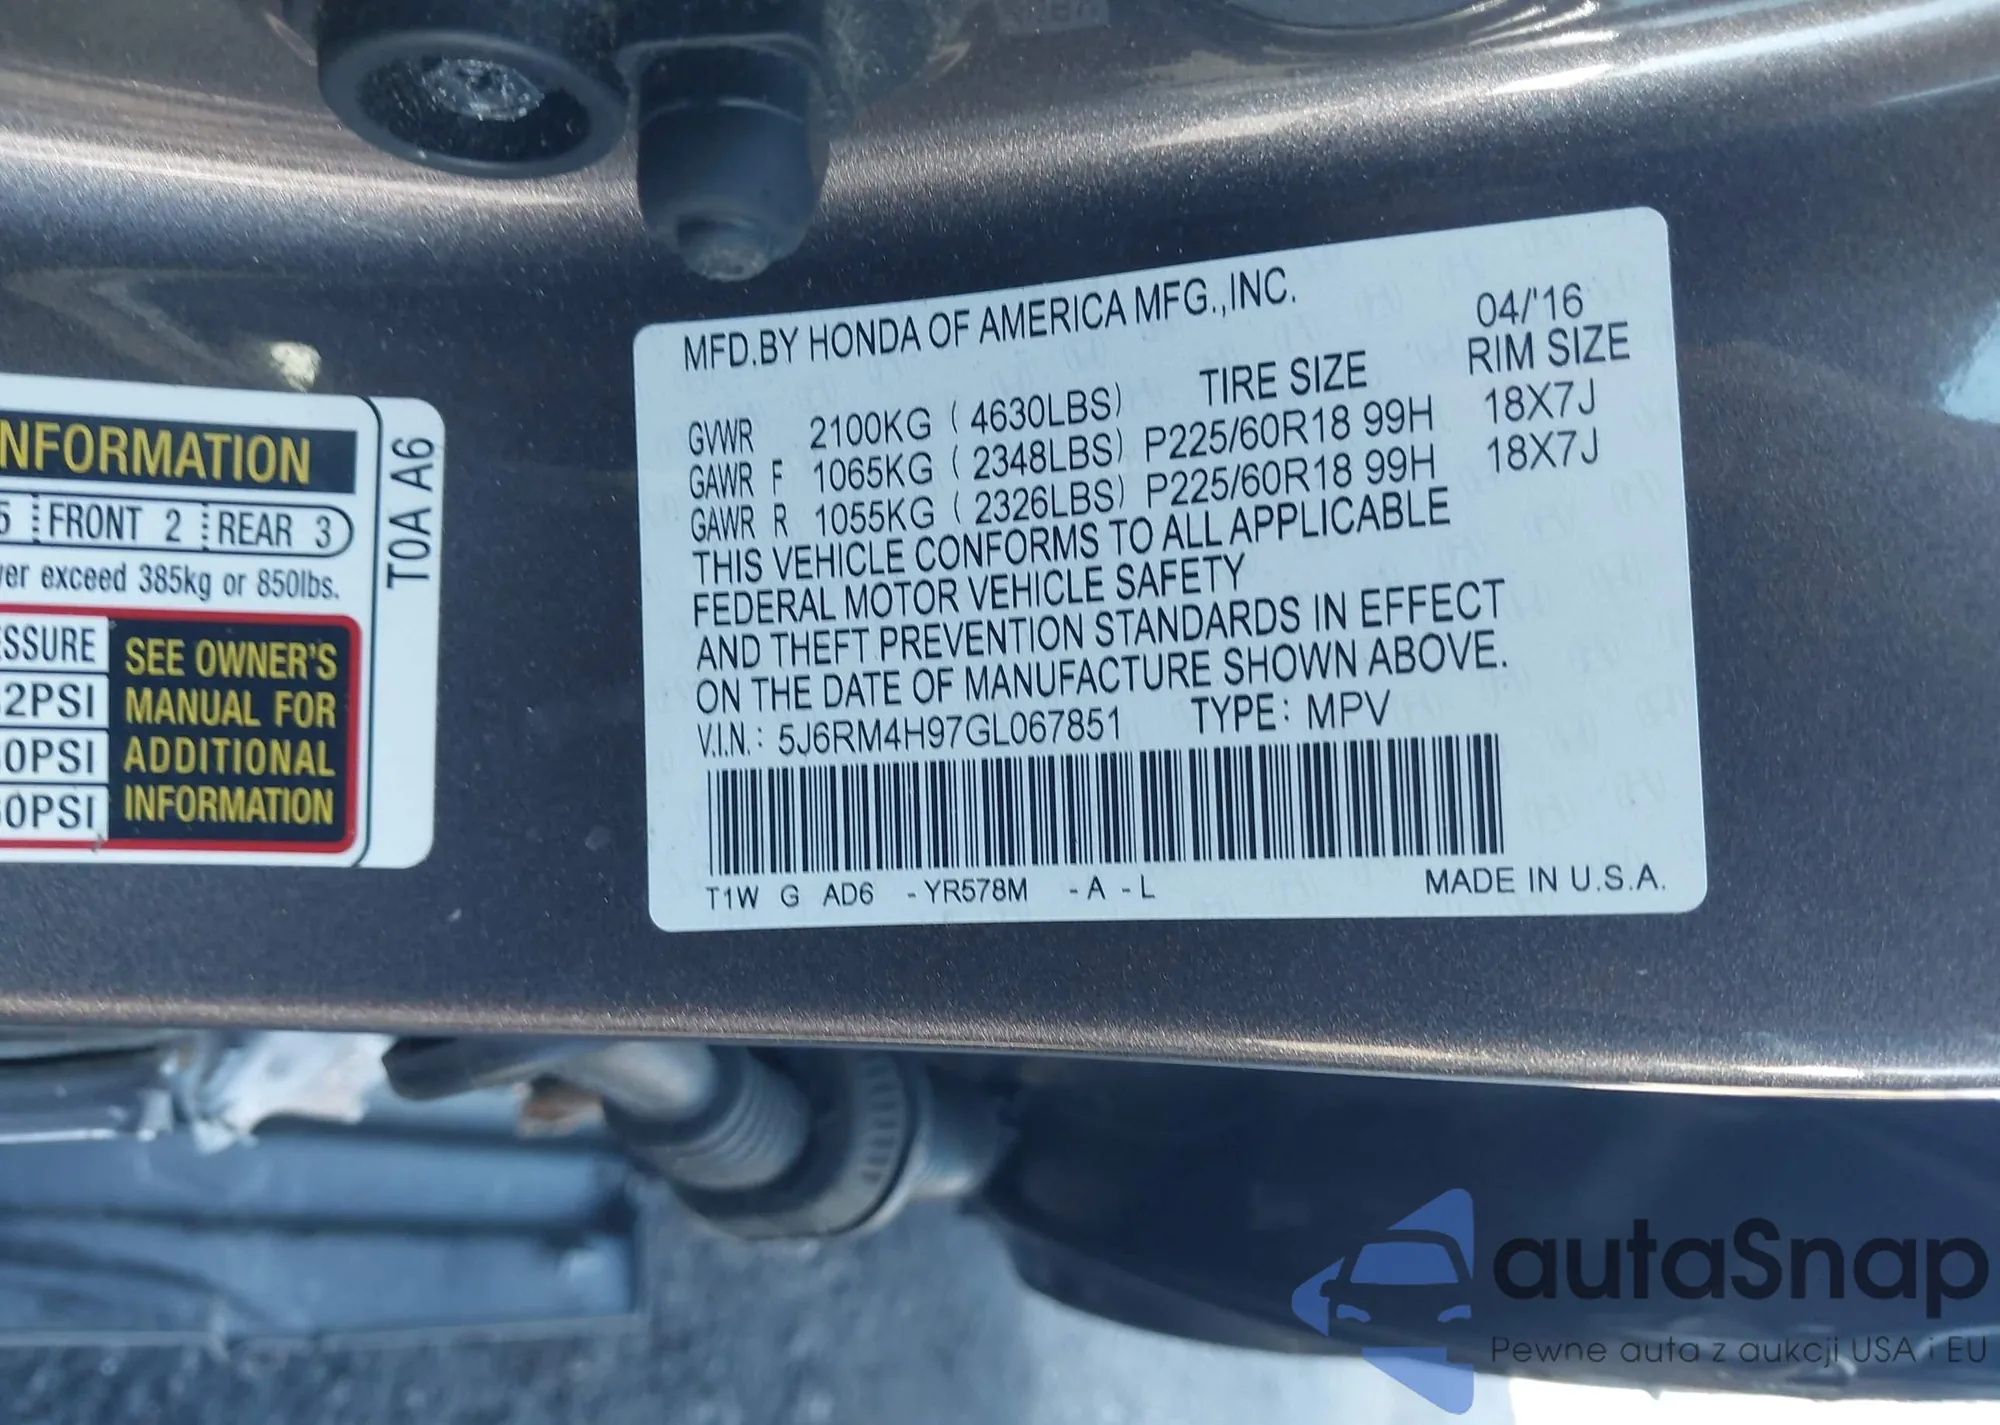 NFORMATION
5 FRONT 2 REAR 3
er exceed 385kg or 850lbs.
SSURE
2PSI
0PSI
0PSI
SEE OWNER'S
MANUAL FOR
ADDITIONAL
INFORMATION
T0A A6
MFD.BY HONDA OF AMERICA MFG.,INC. 04/'16
TIRE SIZE RIM SIZE
GVWR 2100KG ( 4630LBS)
GAWR F 1065KG ( 2348LBS) P225/60R18 99H 18X7J
GAWR R 1055KG ( 2326LBS) P225/60R18 99H 18X7J
THIS VEHICLE CONFORMS TO ALL APPLICABLE
FEDERAL MOTOR VEHICLE SAFETY
AND THEFT PREVENTION STANDARDS IN EFFECT
ON THE DATE OF MANUFACTURE SHOWN ABOVE.
V.I.N.: 5J6RM4H97GL067851 TYPE: MPV
T1W G AD6 -YR578M -A -L MADE IN U.S.A.
autaSnap
Pewne auta z aukcji USA i EU